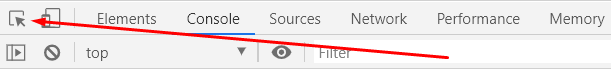 Elements Console Sources Network Performance Memory
top Filter